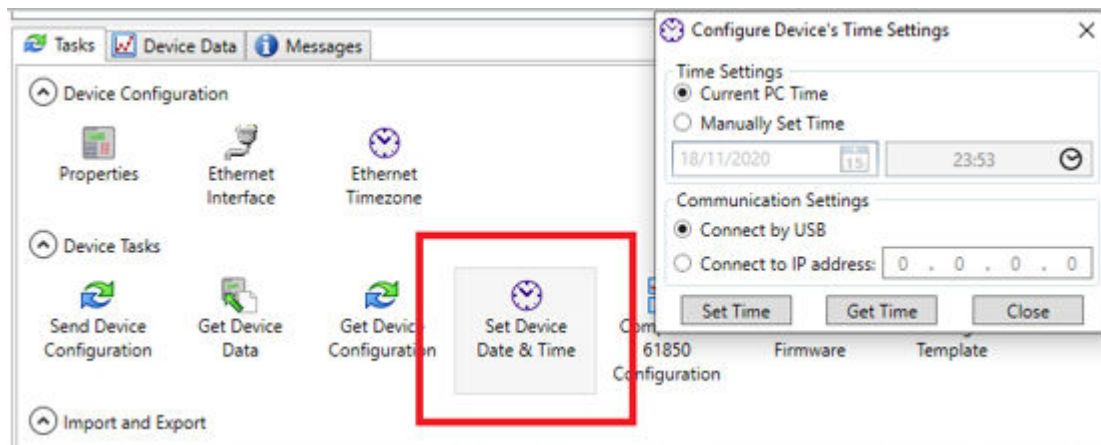 Tasks
Device Data
Messages
Device Configuration
Properties
Ethernet
Interface
Ethernet
Timezone
Device Tasks
Send Device
Configuration
Get Device
Data
Get Device
Configuration
Set Device
Date & Time
61850
Configuration
Firmware
Template
Import and Export
Configure Device's Time Settings
Time Settings
Current PC Time
Manually Set Time
18/11/2020
15
23:53
Communication Settings
Connect by USB
Connect to IP address: 0 . 0 . 0 . 0
Set Time
Get Time
Close